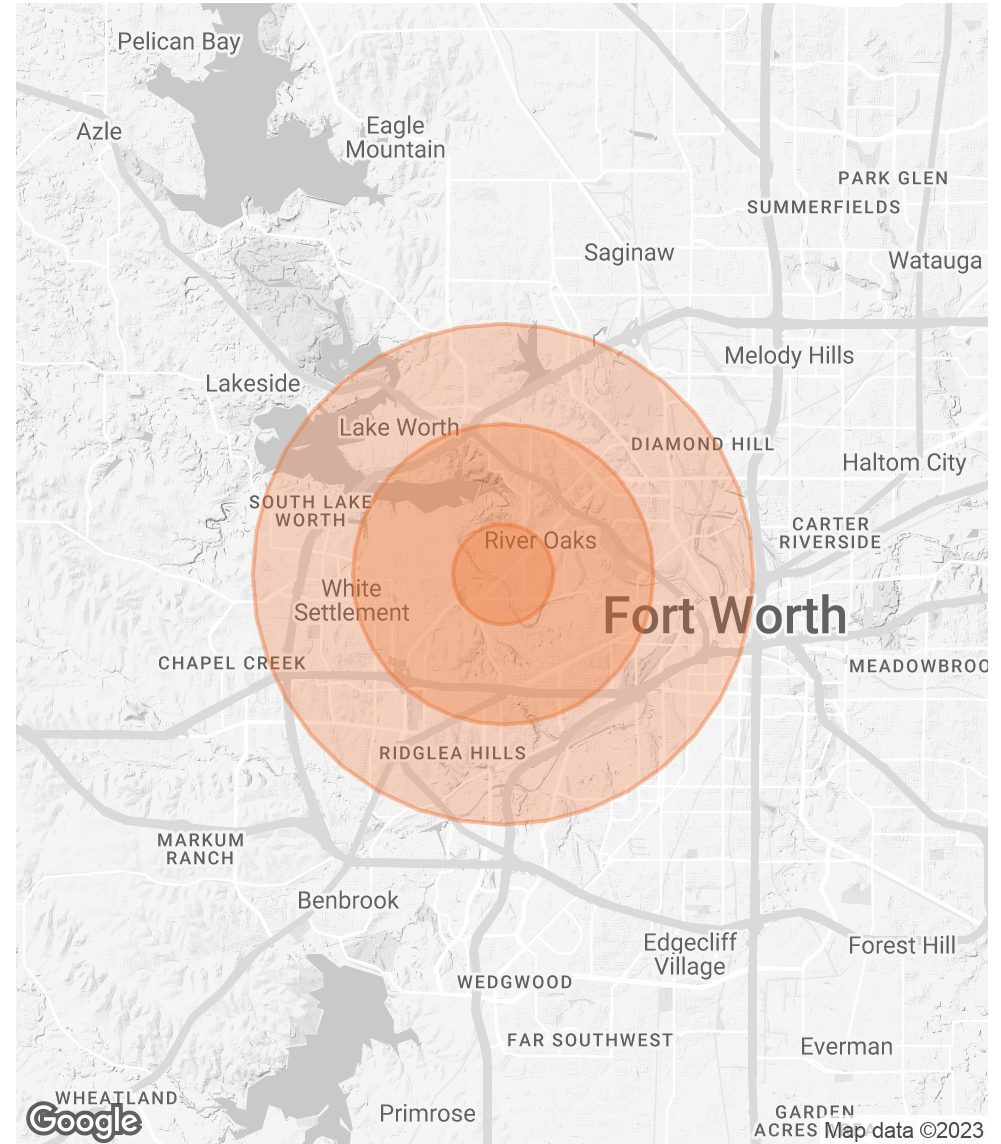 Pelican Bay
Azle
Eagle
Mountain
PARK GLEN
SUMMERFIELDS
Saginaw
Watauga
Melody Hills
Lakeside
Lake Worth
DIAMOND HILL
Haltom City
SOUTH LAKE
WORTH
CARTER
RIVERSIDE
River Oaks
White
Settlement
Fort Worth
CHAPEL CREEK
MEADOWBROO
RIDGLEA HILLS
MARKUM
RANCH
Benbrook
Edgecliff
Village
Forest Hill
WEDGWOOD
FAR SOUTHWEST
Everman
WHEATLAND
Primrose
GARDEN
ACRES
Google
Map data ©2023